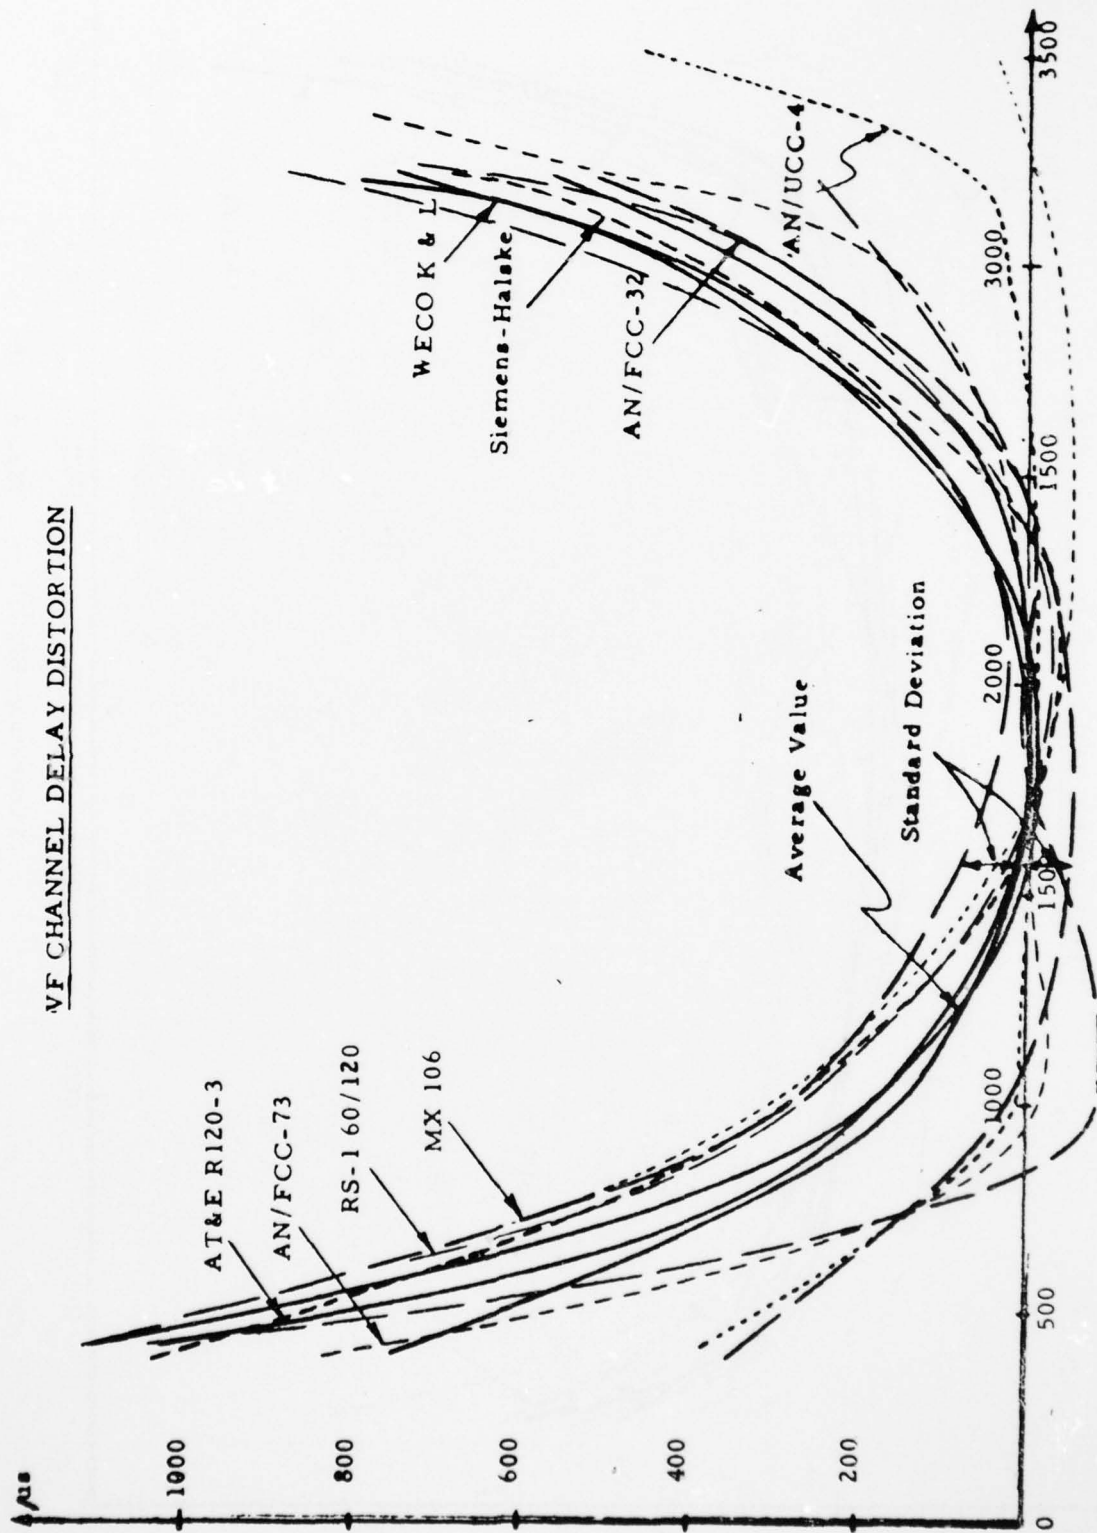 VF CHANNEL DELAY DISTORTION
μs
1000
800
600
400
200
0
500
1000
150
2000
1500
3000
3500
AT&E R120-3
AN/FCC-73
RS-1 60/120
MX 106
Average Value
Standard Deviation
WECO K & L
Siemens-Halske
AN/FCC-32
AN/UCC-4